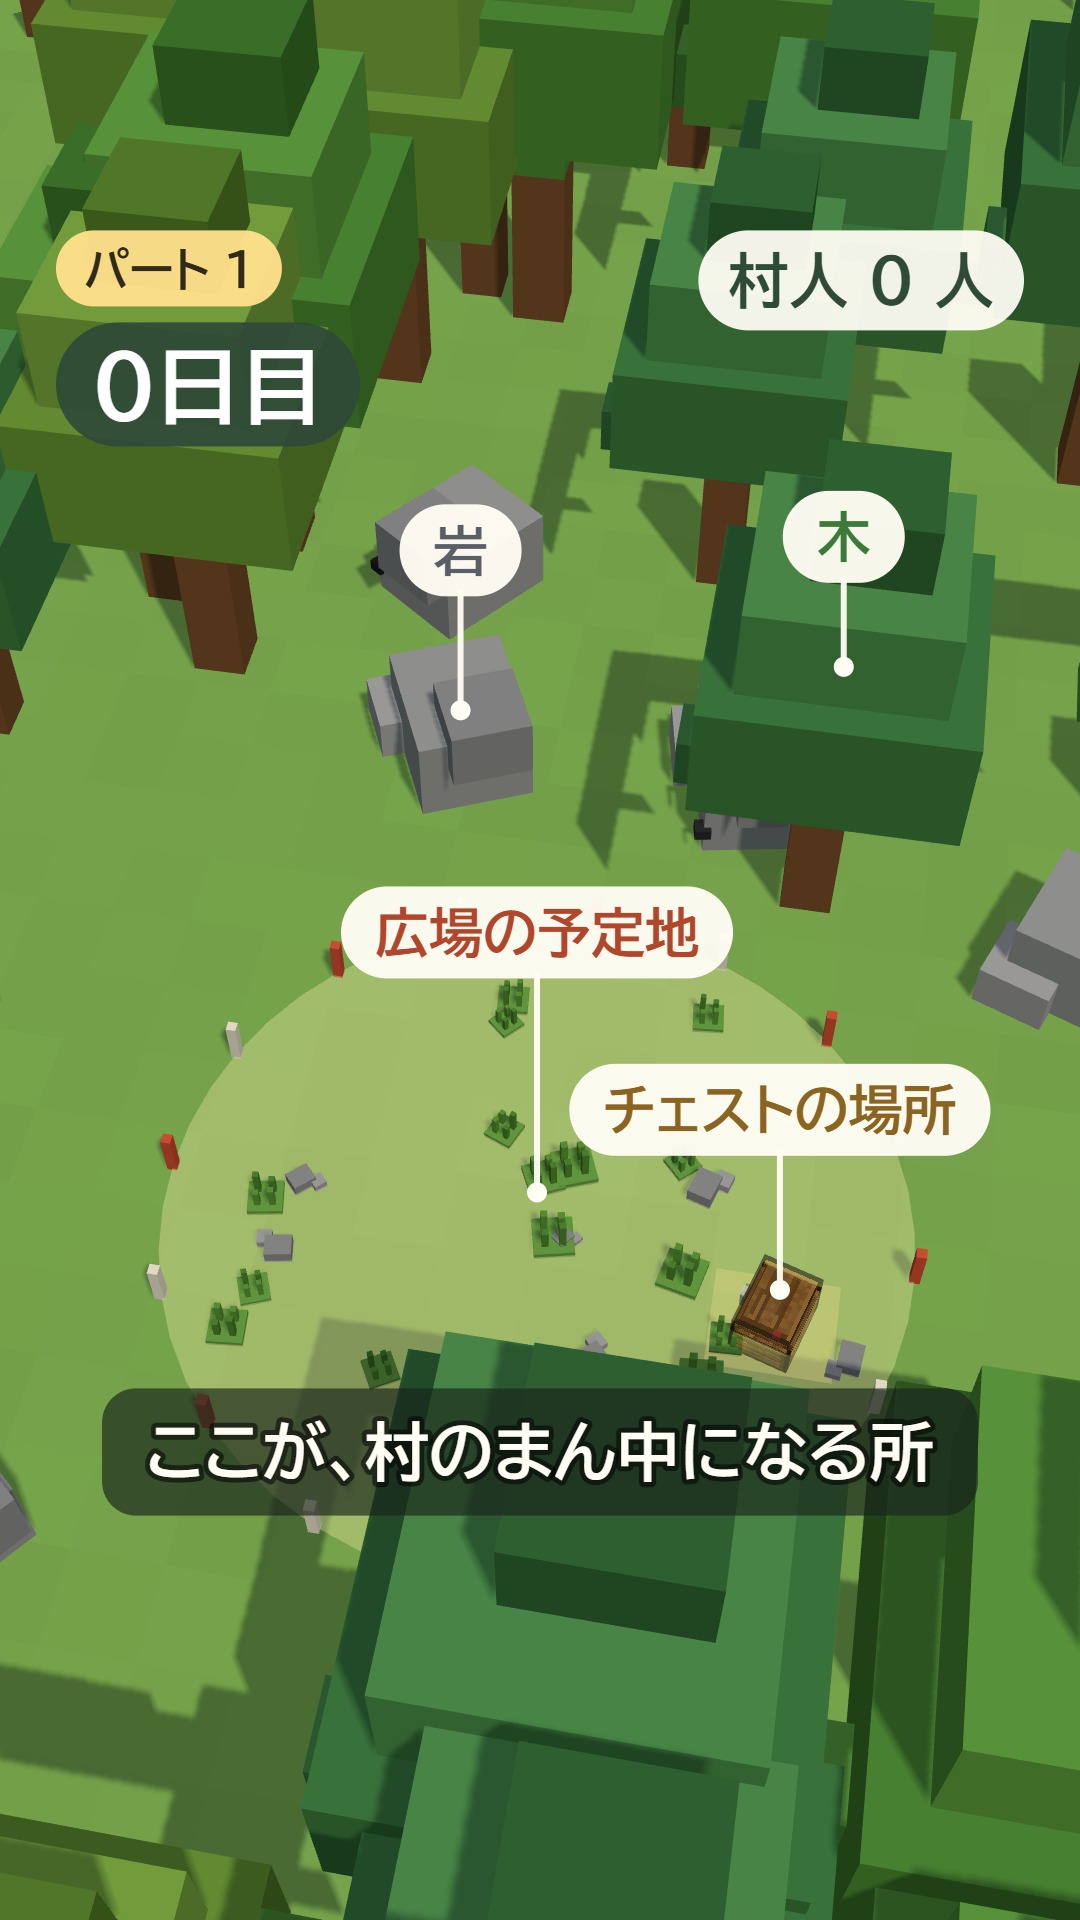 パート 1
村人 0 人
0日目
岩
木
広場の予定地
チェストの場所
ここが、村のまん中になる所